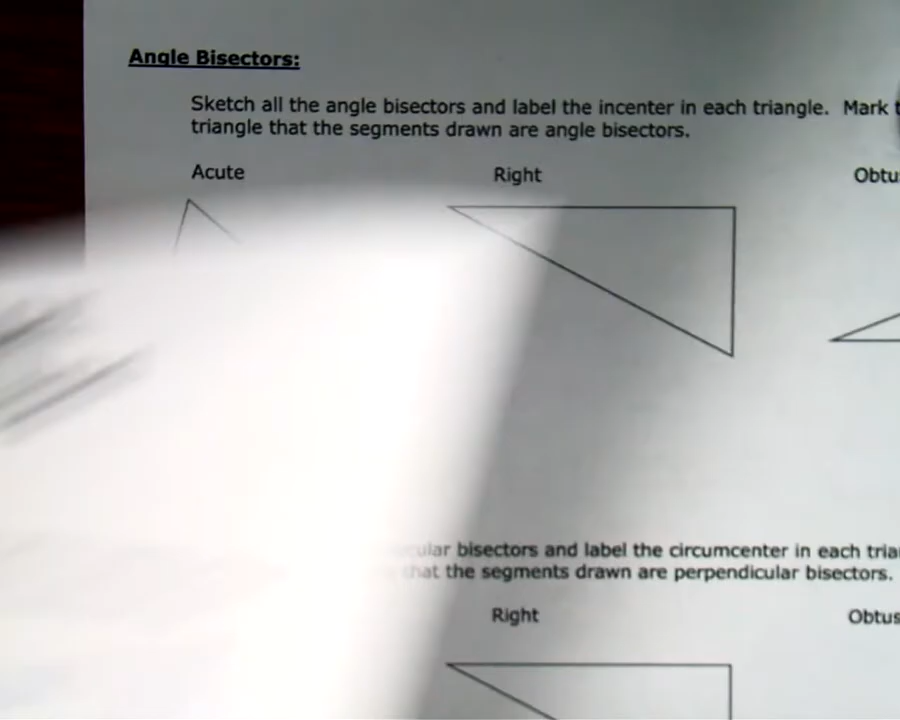 Angle Bisectors:
Sketch all the angle bisectors and label the incenter in each triangle. Mark
triangle that the segments drawn are angle bisectors.
Acute Right
bisectors and label the circumcenter in each
that the segments drawn are perpendicular bisectors.
Right